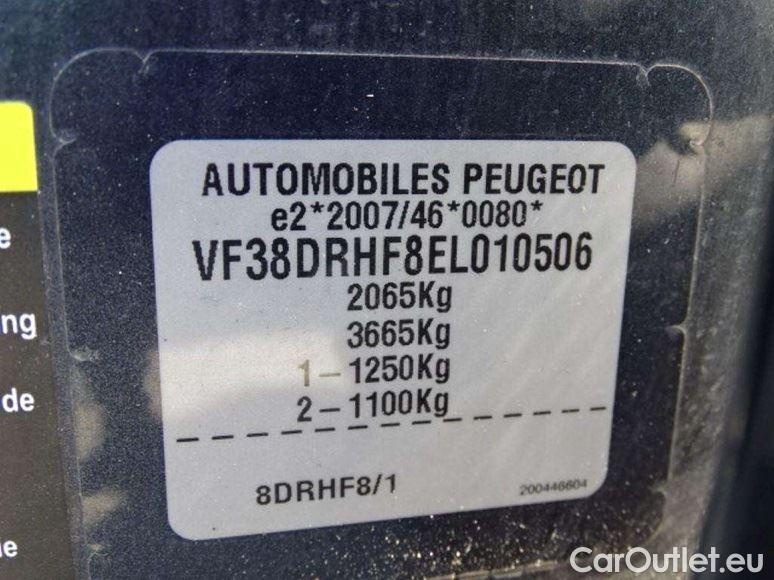 AUTOMOBILES PEUGEOT
e2*2007/46*0080*
VF38DRHF8EL010506
2065Kg
3665Kg
1-1250Kg
2-1100Kg
8DRHF8/1
200446604
e
ng
de
e
CarOutlet.eu